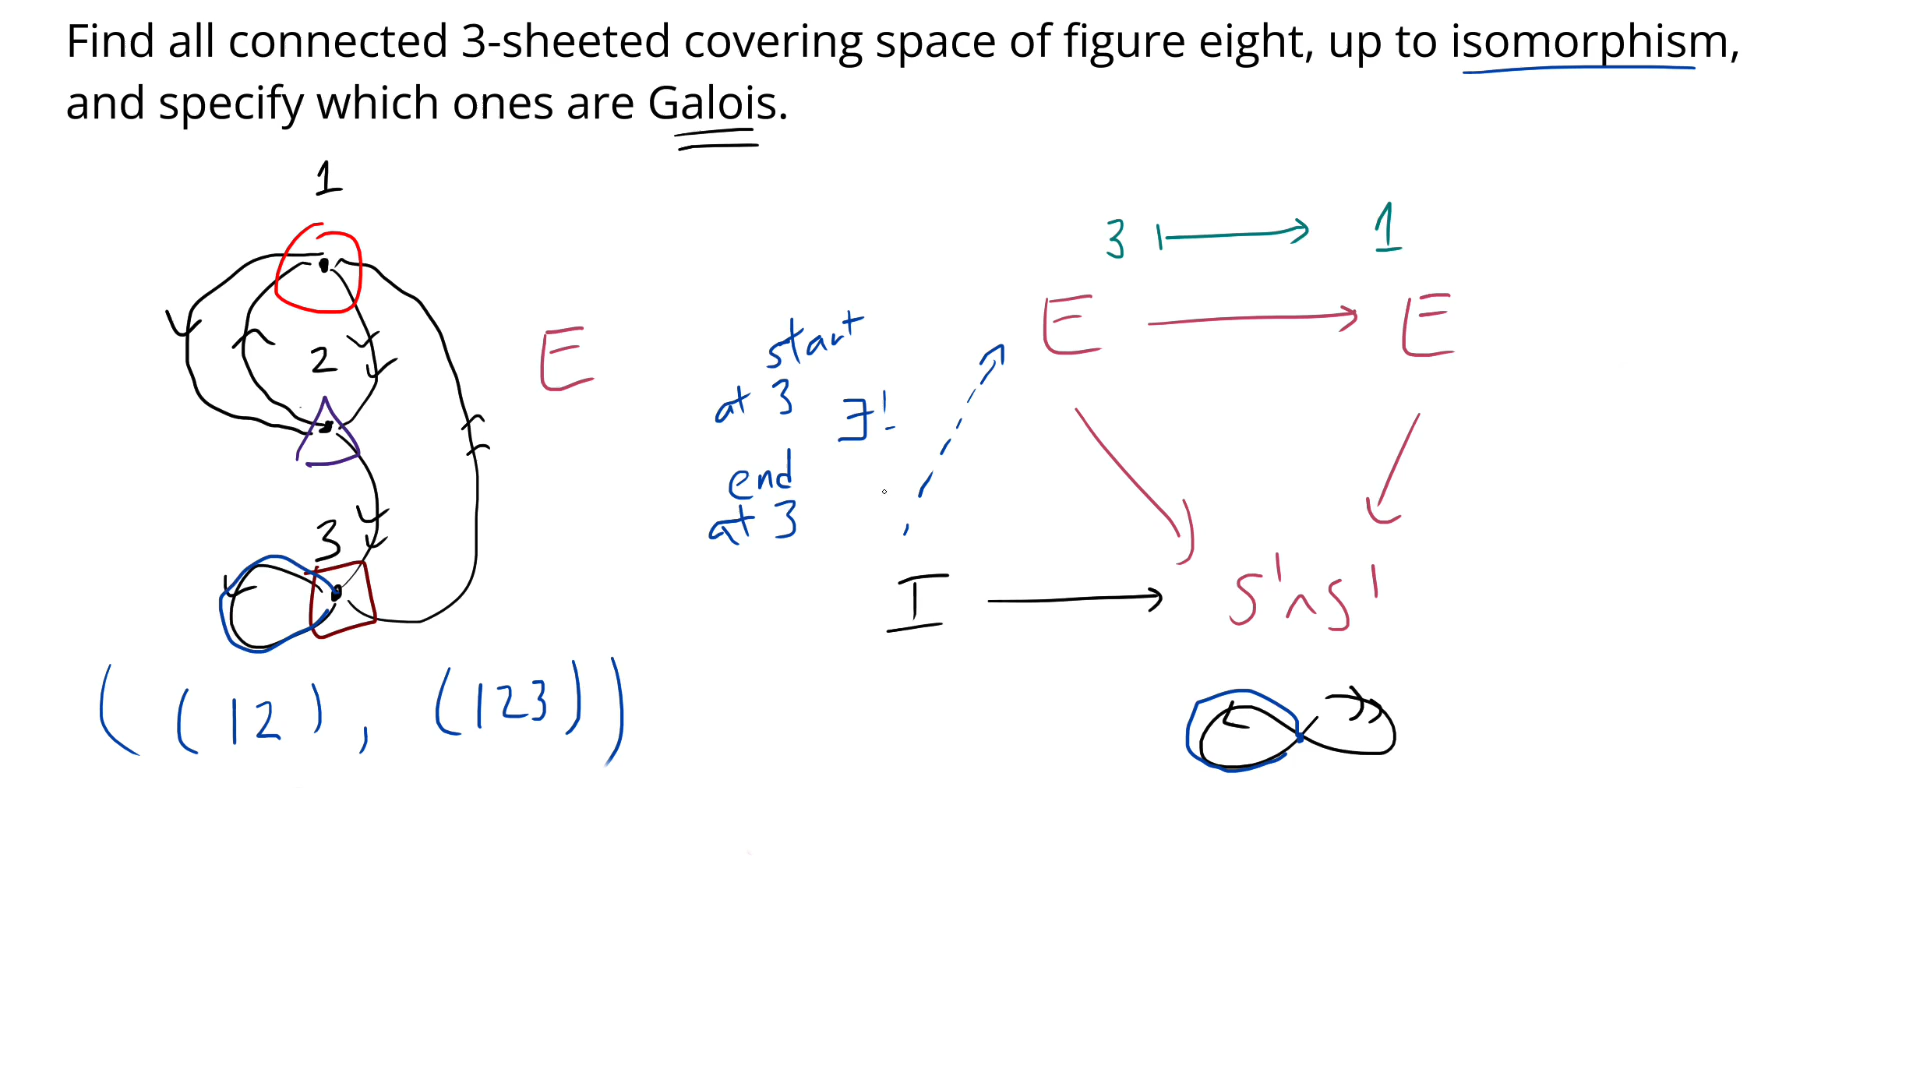 Find all connected 3-sheeted covering space of figure eight, up to isomorphism,
and specify which ones are Galois.
1
2
3
E
((12), (123))
3 ↦ 1
E → E
start
at 3
∃!
end
at 3
I → S¹∧S¹